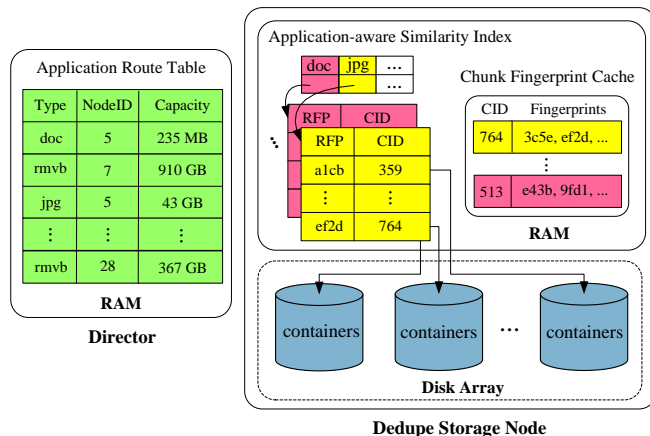 Application Route Table
Type NodeID Capacity
doc 5 235 MB
rmvb 7 910 GB
jpg 5 43 GB
⋮ ⋮ ⋮
rmvb 28 367 GB
RAM
Director
Application-aware Similarity Index
doc jpg ...
...
RFP CID
RFP CID
a1cb 359
⋮ ⋮
ef2d 764
...
Chunk Fingerprint Cache
CID Fingerprints
764 3c5e, ef2d, ...
⋮
513 e43b, 9fd1, ...
RAM
containers containers ... containers
Disk Array
Dedupe Storage Node